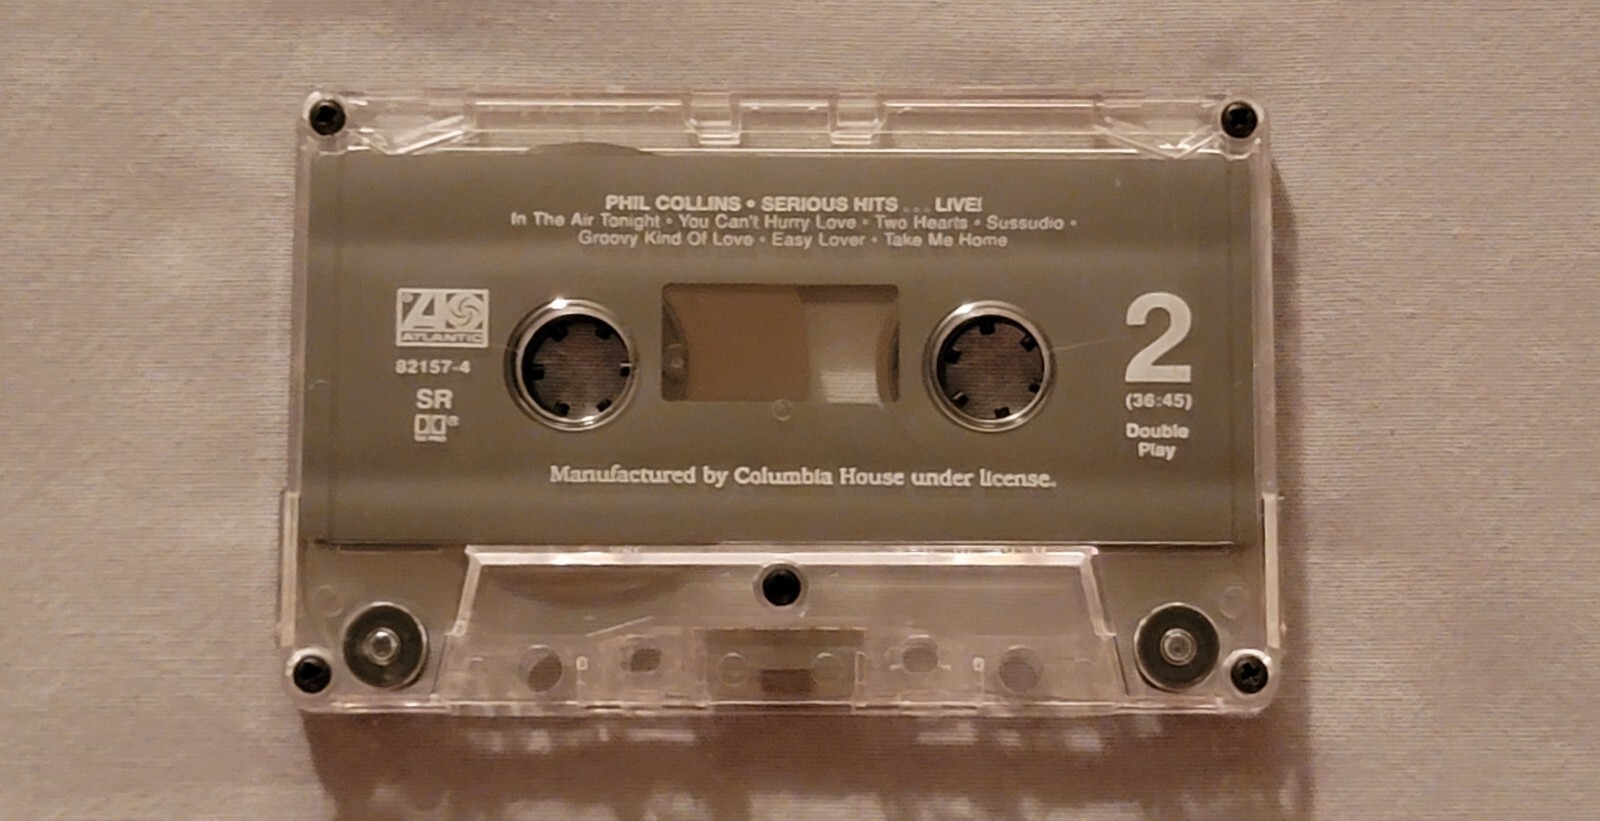 PHIL COLLINS • SERIOUS HITS . . . LIVE!
In The Air Tonight • You Can't Hurry Love • Two Hearts • Sussudio •
Groovy Kind Of Love • Easy Lover • Take Me Home
ATLANTIC
82157-4
SR
2
(36:45)
Double
Play
Manufactured by Columbia House under license.